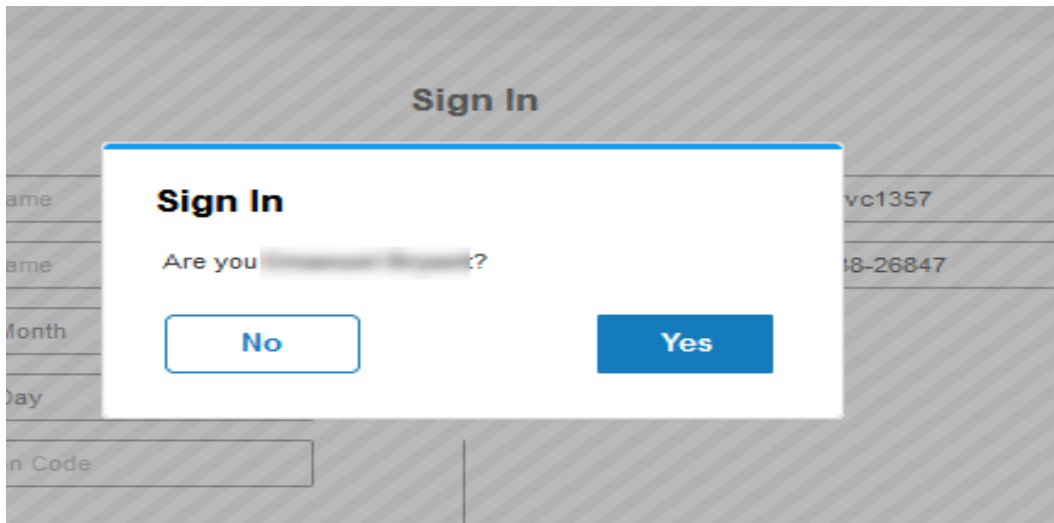 Sign In
Sign In
ame
vc1357
Are you ?
ame
38-26847
No
Yes
Month
Day
n Code